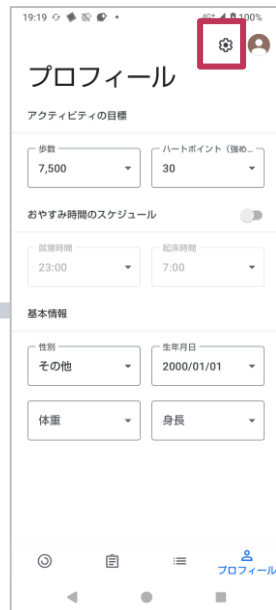 19:19
4G+ 100%
プロフィール
アクティビティの目標
歩数
7,500
ハートポイント（強め…
30
おやすみ時間のスケジュール
就寝時間
23:00
起床時間
7:00
基本情報
性別
その他
生年月日
2000/01/01
体重
身長
プロフィール